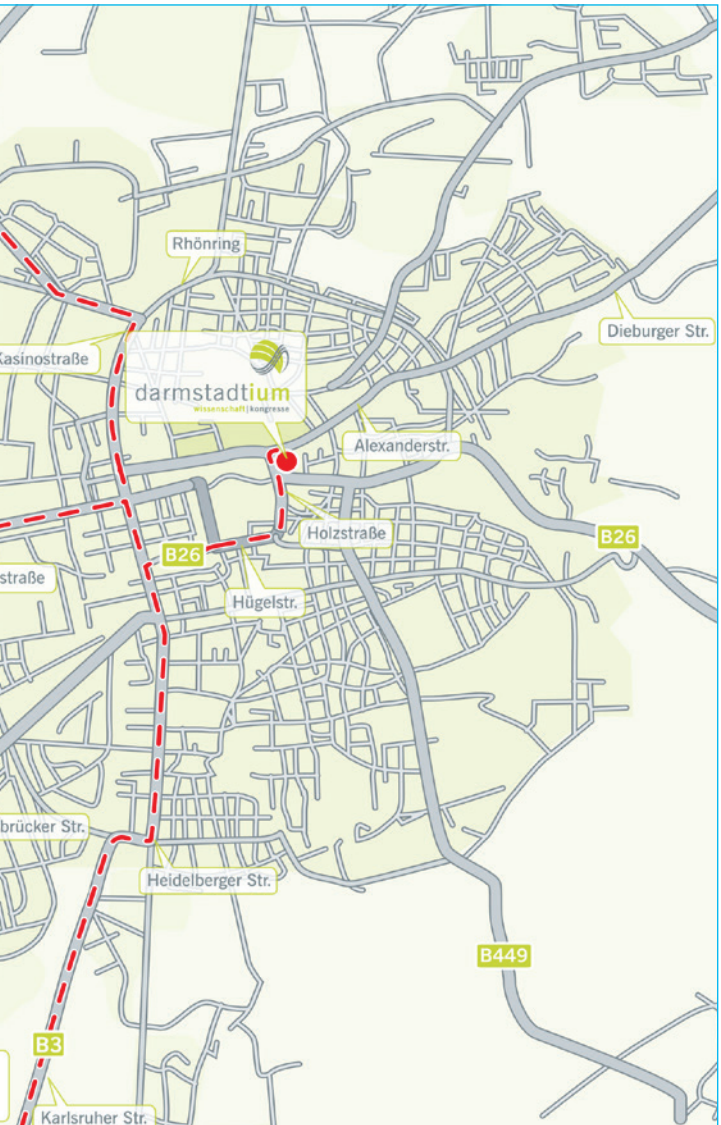 Rhönring
Dieburger Str.
Kasinostraße
darmstadtium
wissenschaft|kongresse
Alexanderstr.
Holzstraße
B26
B26
straße
Hügelstr.
brücker Str.
Heidelberger Str.
B449
B3
Karlsruher Str.